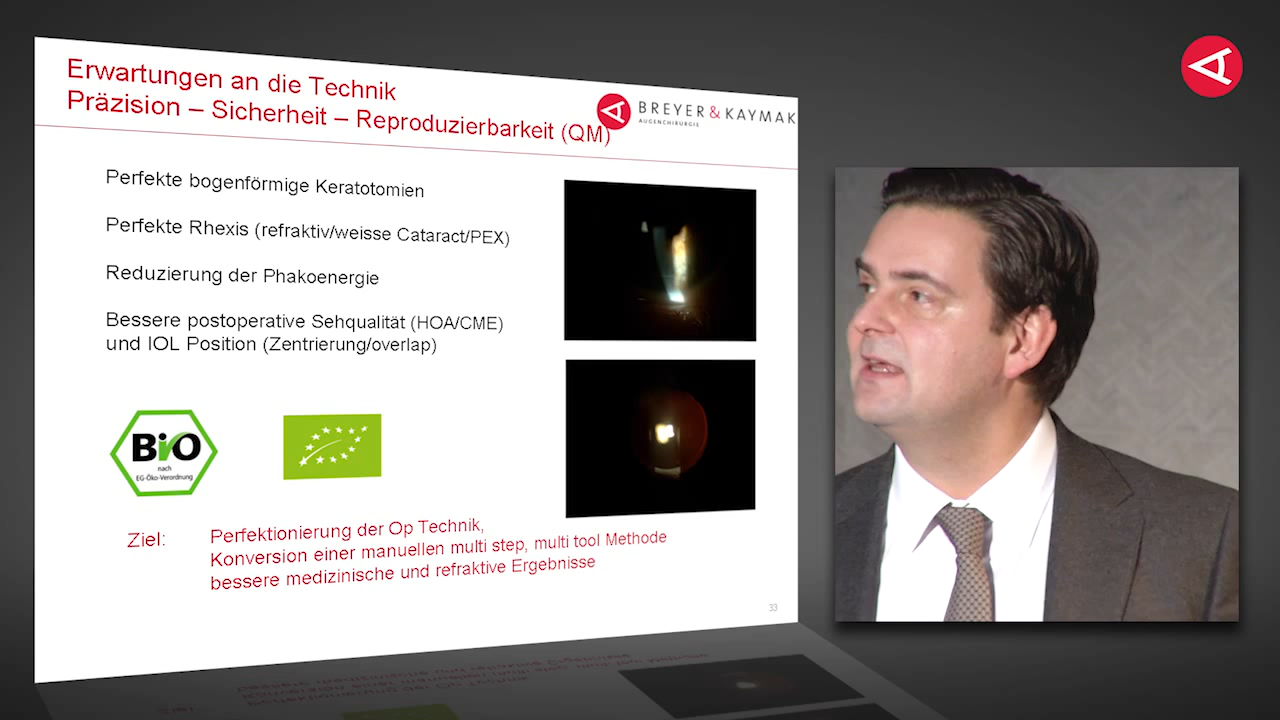 Erwartungen an die Technik
Präzision – Sicherheit – Reproduzierbarkeit (QM)
BREYER & KAYMAK
AUGENCHIRURGIE
Perfekte bogenförmige Keratotomien
Perfekte Rhexis (refraktiv/weisse Cataract/PEX)
Reduzierung der Phakoenergie
Bessere postoperative Sehqualität (HOA/CME)
und IOL Position (Zentrierung/overlap)
Bio
nach
EG-Öko-Verordnung
Ziel: Perfektionierung der Op Technik,
Konversion einer manuellen multi step, multi tool Methode
bessere medizinische und refraktive Ergebnisse
33